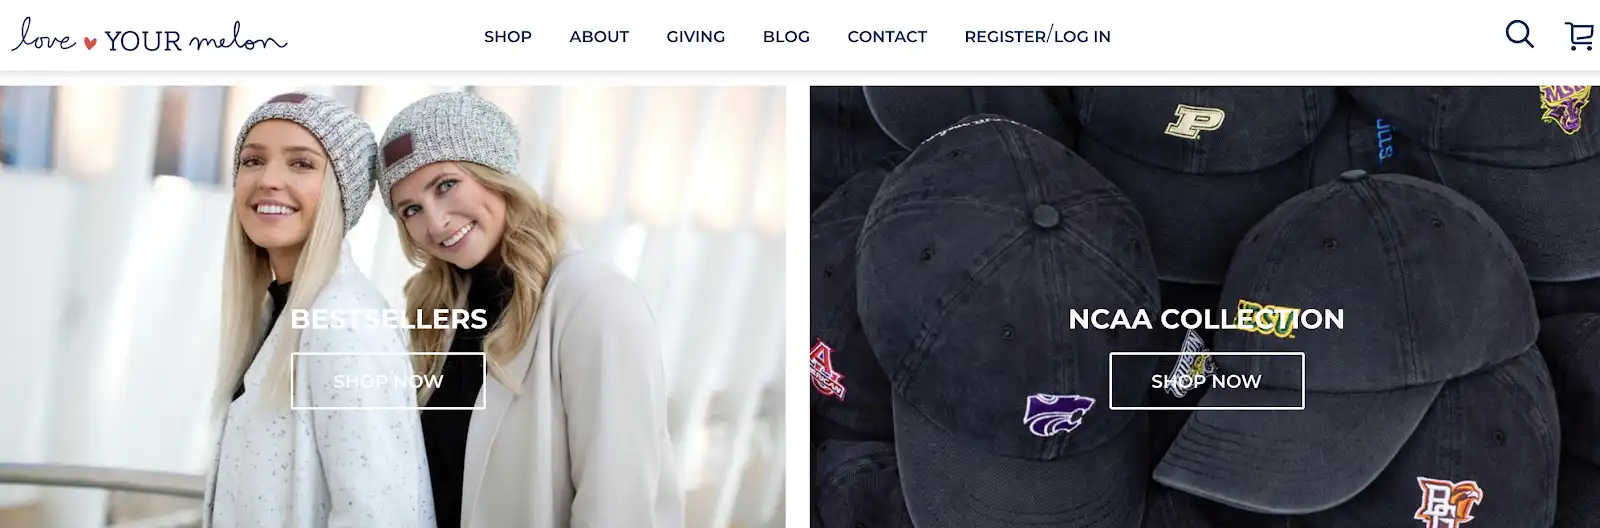 love YOUR melon
SHOP
ABOUT
GIVING
BLOG
CONTACT
REGISTER/LOG IN
BESTSELLERS
SHOP NOW
NCAA COLLECTION
SHOP NOW
P